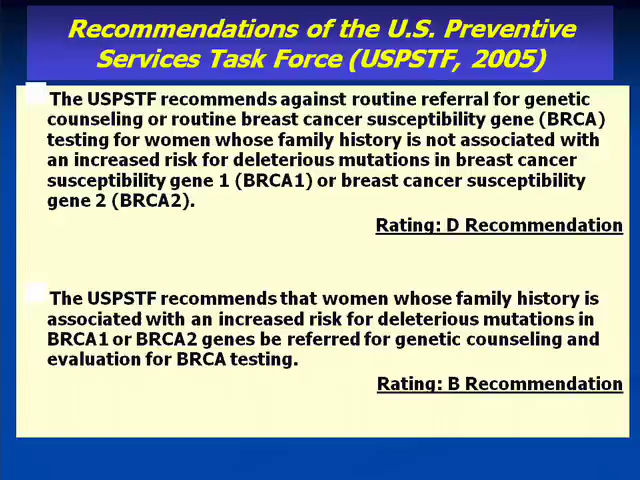 Recommendations of the U.S. Preventive
Services Task Force (USPSTF, 2005)
The USPSTF recommends against routine referral for genetic
counseling or routine breast cancer susceptibility gene (BRCA)
testing for women whose family history is not associated with
an increased risk for deleterious mutations in breast cancer
susceptibility gene 1 (BRCA1) or breast cancer susceptibility
gene 2 (BRCA2).
Rating: D Recommendation
The USPSTF recommends that women whose family history is
associated with an increased risk for deleterious mutations in
BRCA1 or BRCA2 genes be referred for genetic counseling and
evaluation for BRCA testing.
Rating: B Recommendation